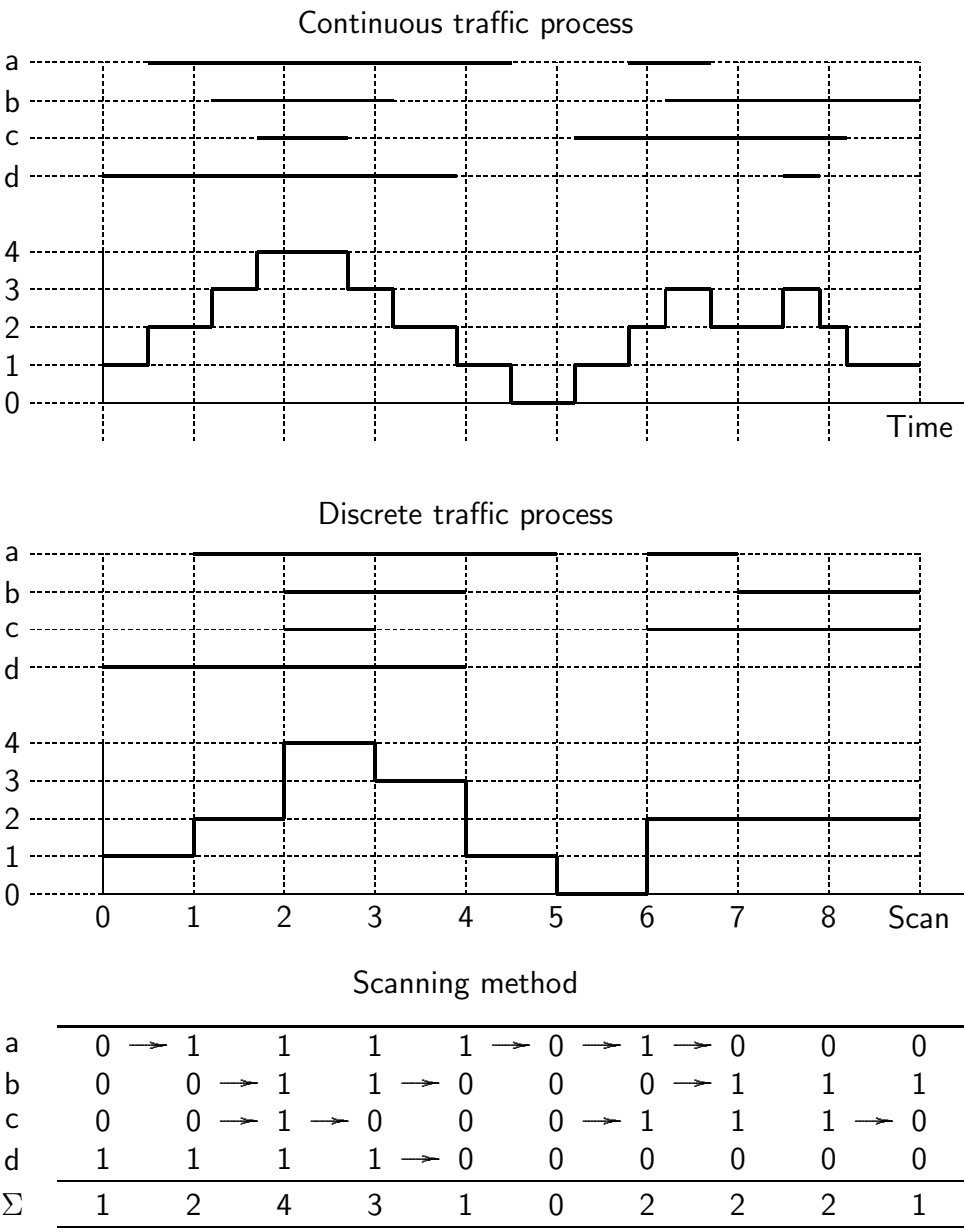 Continuous traffic process
a
b
c
d
4
3
2
1
0
Time
Discrete traffic process
a
b
c
d
4
3
2
1
0
0 1 2 3 4 5 6 7 8 Scan
Scanning method
a 0 → 1 1 1 1 → 0 → 1 → 0 0 0
b 0 0 → 1 1 → 0 0 0 → 1 1 1
c 0 0 → 1 → 0 0 0 → 1 1 1 → 0
d 1 1 1 1 → 0 0 0 0 0 0
Σ 1 2 4 3 1 0 2 2 2 1